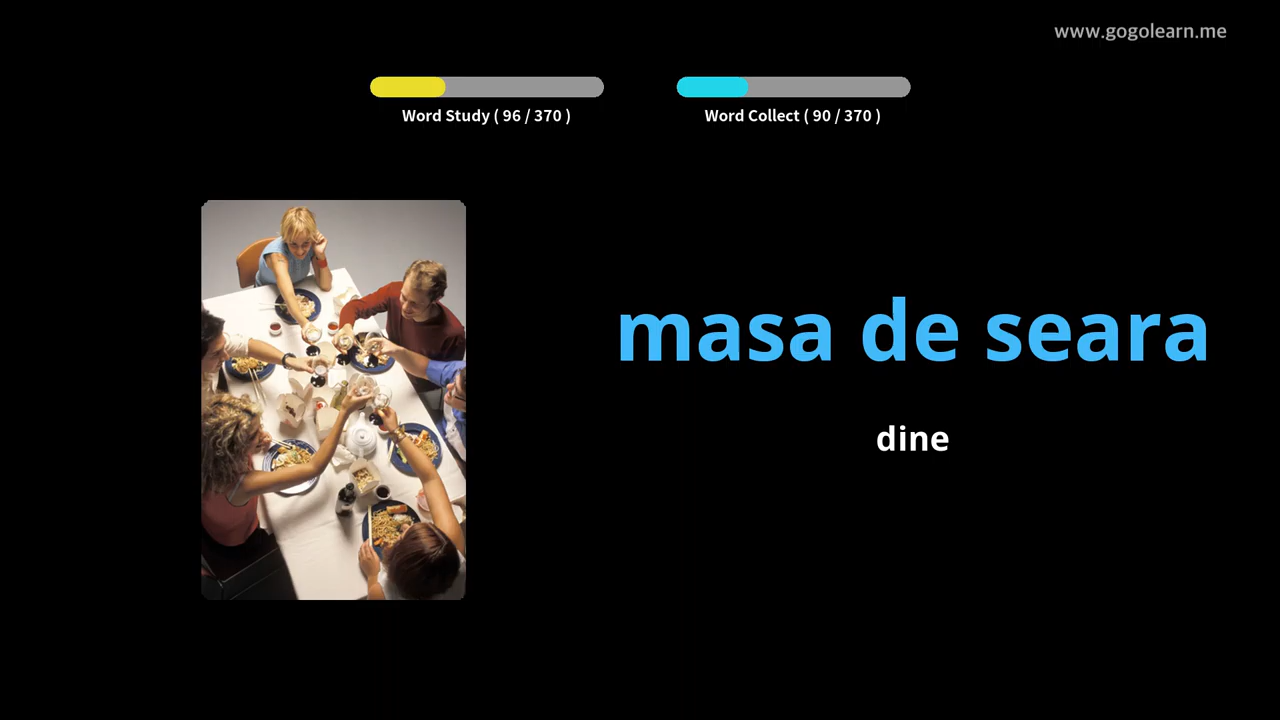 www.gogolearn.me
Word Study ( 96 / 370 )
Word Collect ( 90 / 370 )
masa de seara
dine